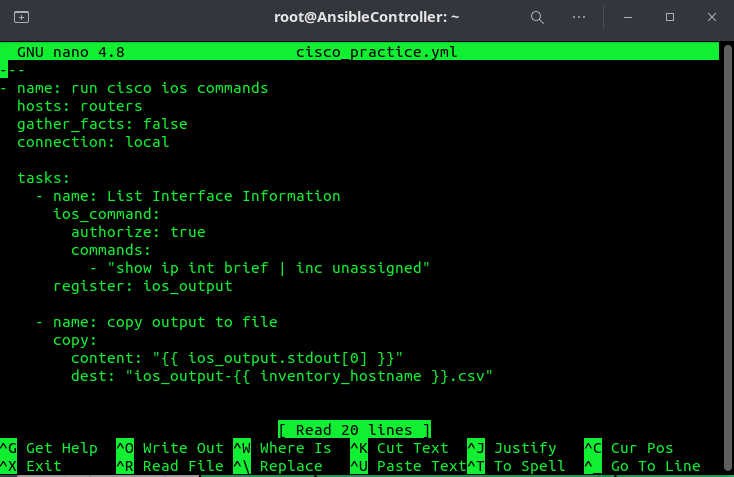 root@AnsibleController: ~
GNU nano 4.8 cisco_practice.yml
---
- name: run cisco ios commands
  hosts: routers
  gather_facts: false
  connection: local
  tasks:
    - name: List Interface Information
      ios_command:
        authorize: true
        commands:
          - "show ip int brief | inc unassigned"
      register: ios_output
    - name: copy output to file
      copy:
        content: "{{ ios_output.stdout[0] }}"
        dest: "ios_output-{{ inventory_hostname }}.csv"
[ Read 20 lines ]
^G Get Help ^O Write Out ^W Where Is ^K Cut Text ^J Justify ^C Cur Pos
^X Exit ^R Read File ^\ Replace ^U Paste Text ^T To Spell ^_ Go To Line